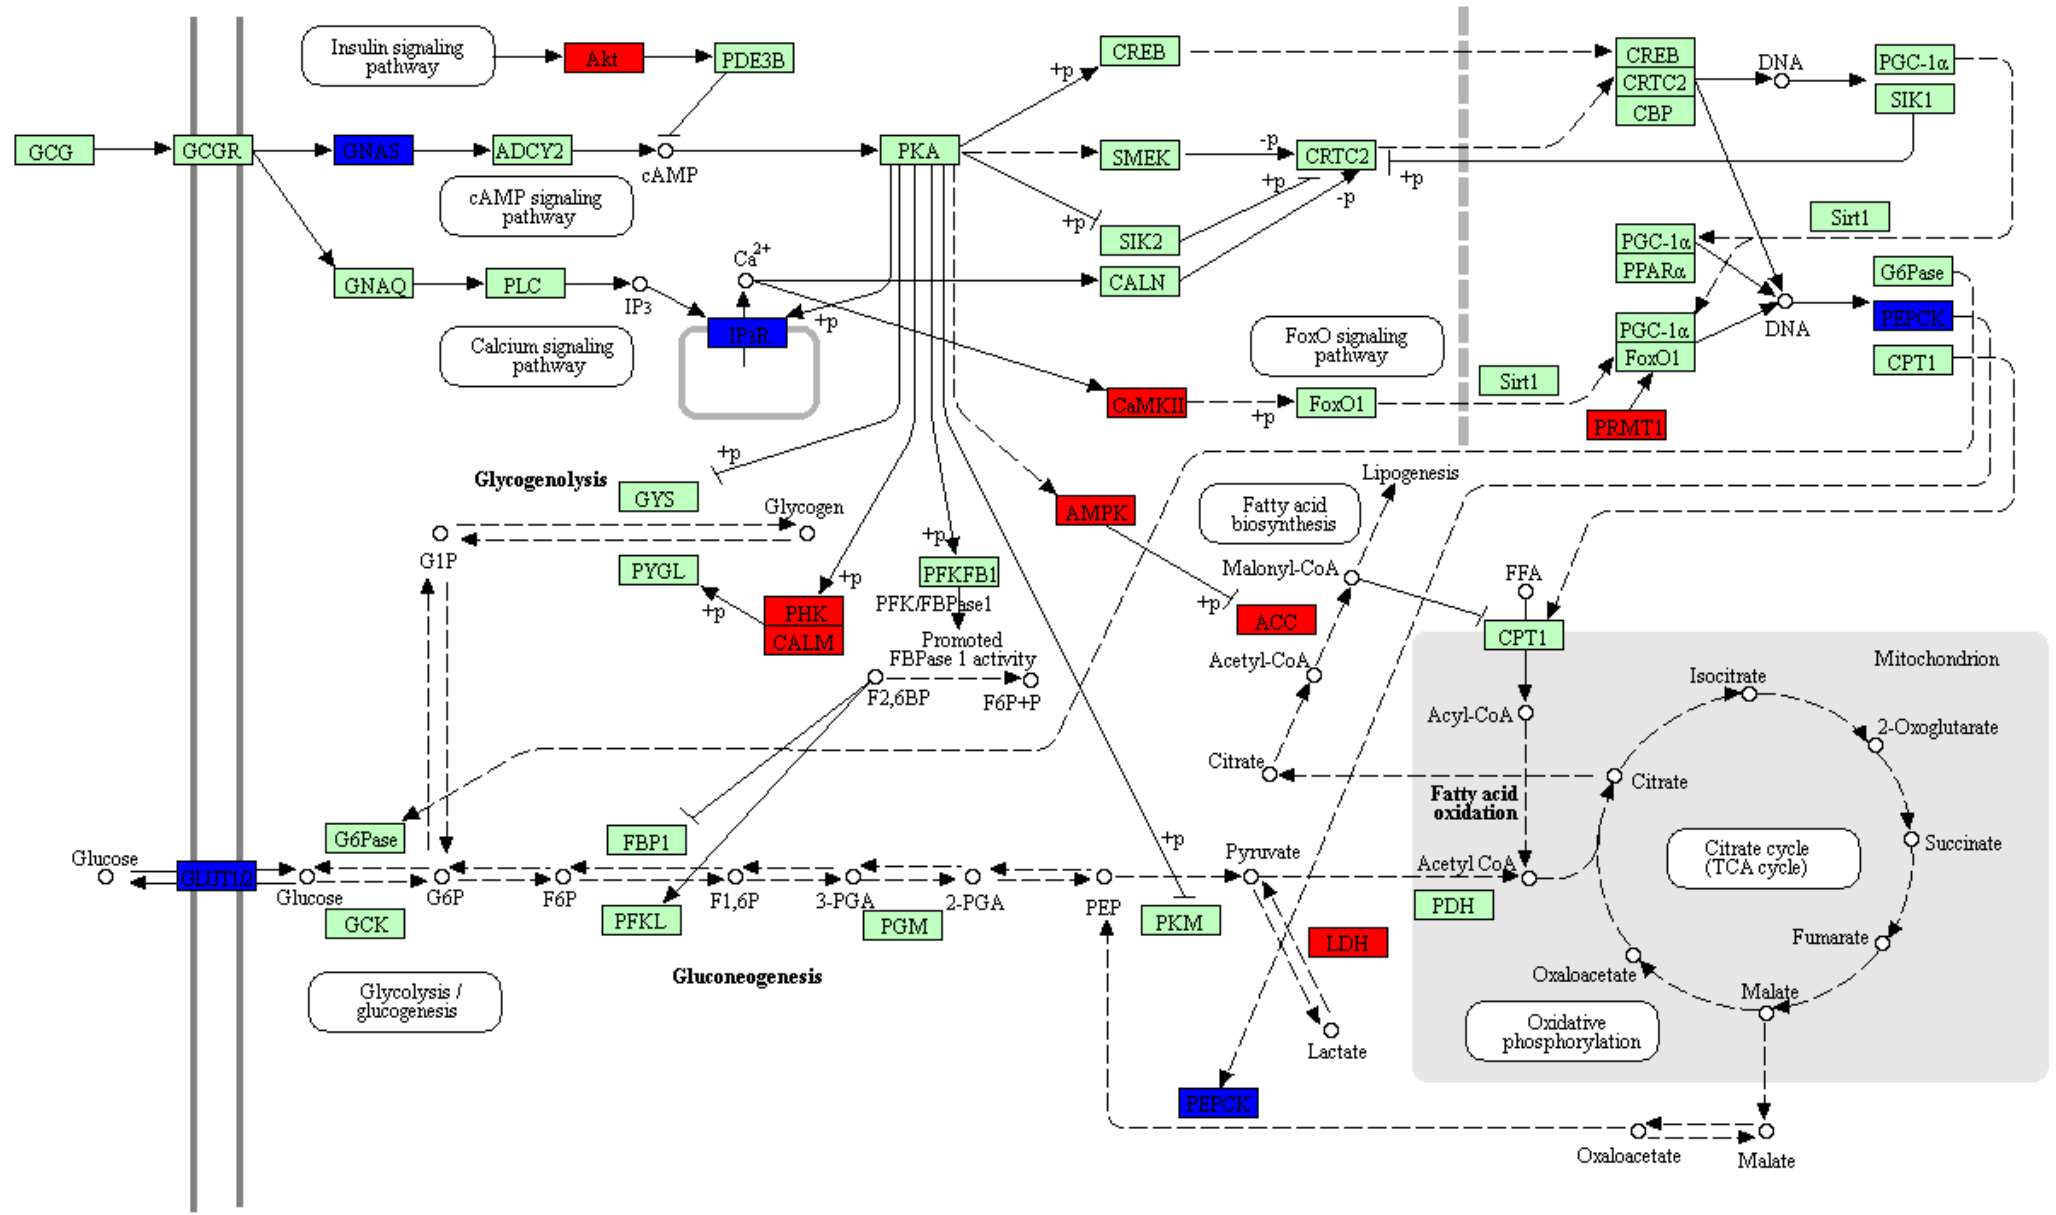 Insulin signaling
pathway
Akt
PDE3B
CREB
CREB
CRTC2
CBP
DNA
PGC-1α
SIK1
+p
GCG
GCGR
GNAS
ADCY2
cAMP
PKA
SMEK
-p
CRTC2
+p
+p
-p
+p
cAMP signaling
pathway
SIK2
Sirt1
PGC-1α
PPARα
G6Pase
Ca2+
GNAQ
PLC
IP3
CALN
IP3R
+p
DNA
PEPCK
Calcium signaling
pathway
FoxO signaling
pathway
PGC-1α
FoxO1
CPT1
Sirt1
CaMKII
+p
FoxO1
PRMT1
+p
Glycogenolysis
GYS
Glycogen
G1P
AMPK
Lipogenesis
Fatty acid
biosynthesis
+p
PYGL
+p
PFKFB1
PFK/FBPase1
+p
PHK
CALM
Malonyl-CoA
FFA
+p
ACC
CPT1
Promoted
FBPase 1 activity
F2,6BP
F6P+P
Acetyl-CoA
Mitochondrion
Isocitrate
Acyl-CoA
2-Oxoglutarate
Citrate
Citrate
Fatty acid
oxidation
G6Pase
FBP1
+p
Citrate cycle
(TCA cycle)
Succinate
Glucose
GLUT1/2
Glucose
G6P
F6P
F1,6P
3-PGA
2-PGA
PEP
Pyruvate
Acetyl CoA
GCK
PFKL
PGM
PKM
PDH
LDH
Fumarate
Oxaloacetate
Malate
Gluconeogenesis
Glycolysis /
glucogenesis
Oxidative
phosphorylation
Lactate
PEPCK
Oxaloacetate
Malate